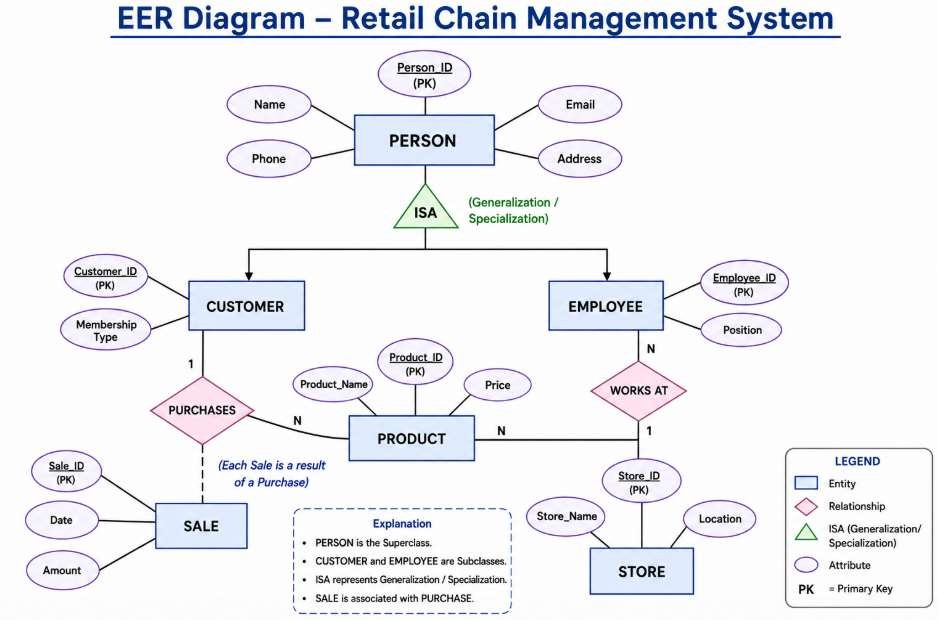 EER Diagram – Retail Chain Management System
Person_ID
(PK)
Name
Email
PERSON
Phone
Address
ISA
(Generalization /
Specialization)
Customer_ID
(PK)
CUSTOMER
Membership
Type
EMPLOYEE
Employee_ID
(PK)
Position
1
N
Product_ID
(PK)
Product_Name
Price
PURCHASES
WORKS AT
N
PRODUCT
N
1
(Each Sale is a result
of a Purchase)
Sale_ID
(PK)
Date
SALE
Amount
Store_ID
(PK)
Store_Name
Location
STORE
Explanation
• PERSON is the Superclass.
• CUSTOMER and EMPLOYEE are Subclasses.
• ISA represents Generalization / Specialization.
• SALE is associated with PURCHASE.
LEGEND
Entity
Relationship
ISA (Generalization/
Specialization)
Attribute
PK = Primary Key